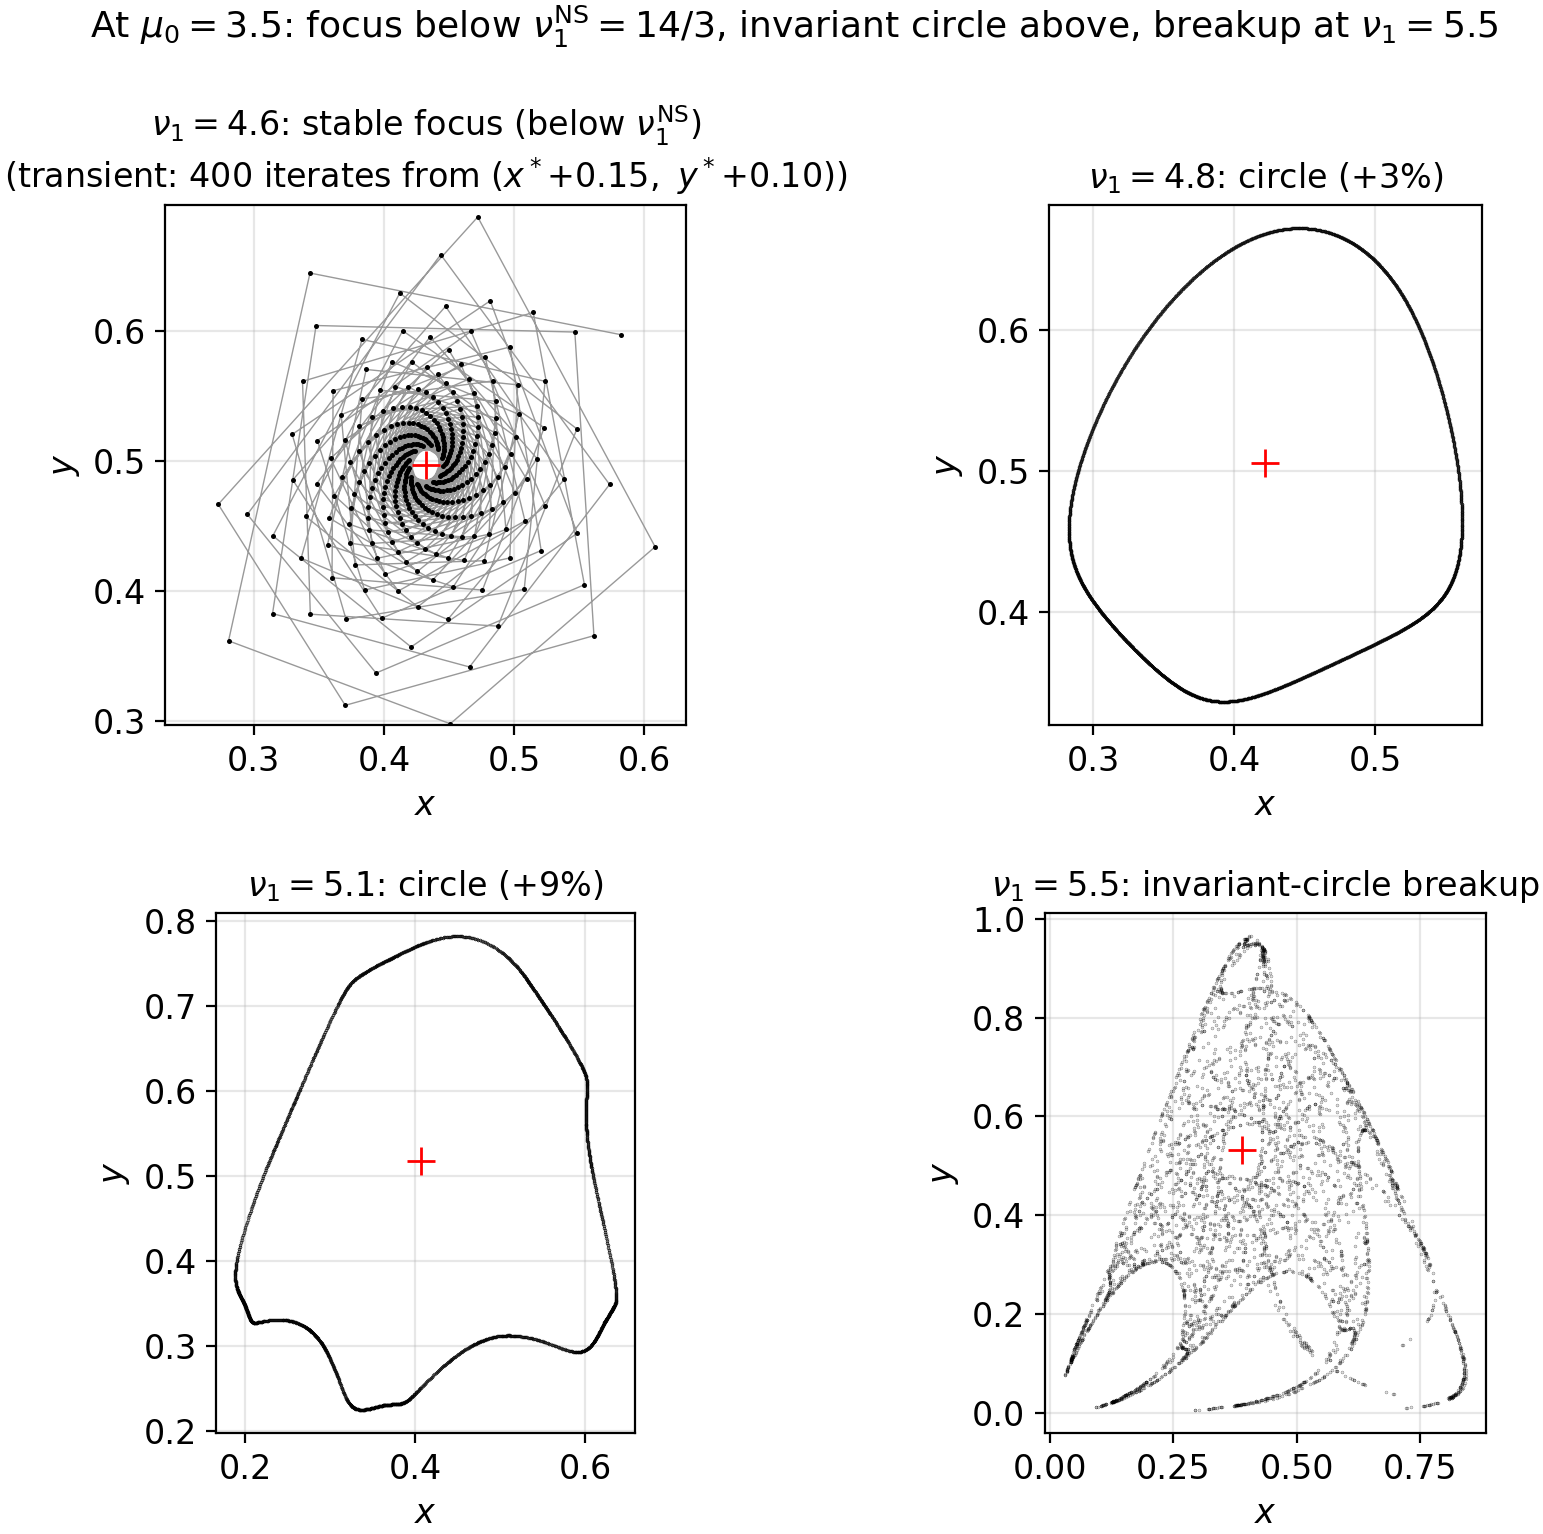 At μ₀ = 3.5: focus below ν₁ᴺˢ = 14/3, invariant circle above, breakup at ν₁ = 5.5
ν₁ = 4.6: stable focus (below ν₁ᴺˢ)
(transient: 400 iterates from (x*+0.15, y*+0.10))
y
0.6
0.5
0.4
0.3
0.3 0.4 0.5 0.6
x
ν₁ = 4.8: circle (+3%)
y
0.6
0.5
0.4
0.3 0.4 0.5
x
ν₁ = 5.1: circle (+9%)
y
0.8
0.7
0.6
0.5
0.4
0.3
0.2
0.2 0.4 0.6
x
ν₁ = 5.5: invariant-circle breakup
y
1.0
0.8
0.6
0.4
0.2
0.0
0.00 0.25 0.50 0.75
x